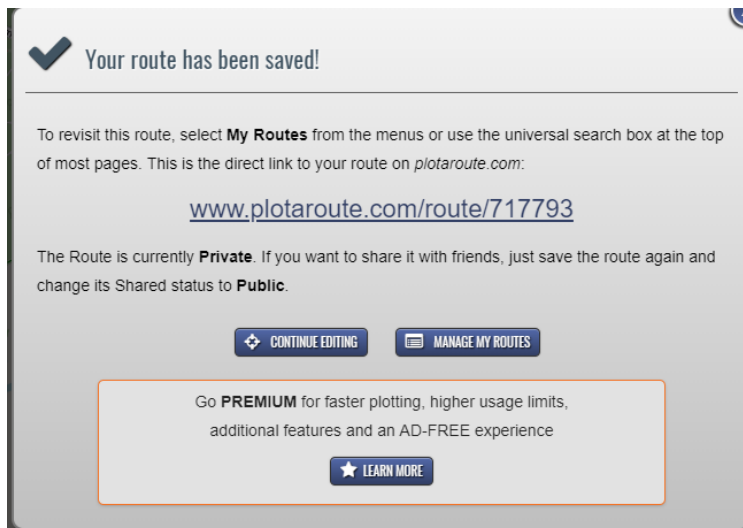 Your route has been saved!
To revisit this route, select My Routes from the menus or use the universal search box at the top
of most pages. This is the direct link to your route on plotaroute.com:
www.plotaroute.com/route/717793
The Route is currently Private. If you want to share it with friends, just save the route again and
change its Shared status to Public.
CONTINUE EDITING
MANAGE MY ROUTES
Go PREMIUM for faster plotting, higher usage limits,
additional features and an AD-FREE experience
LEARN MORE